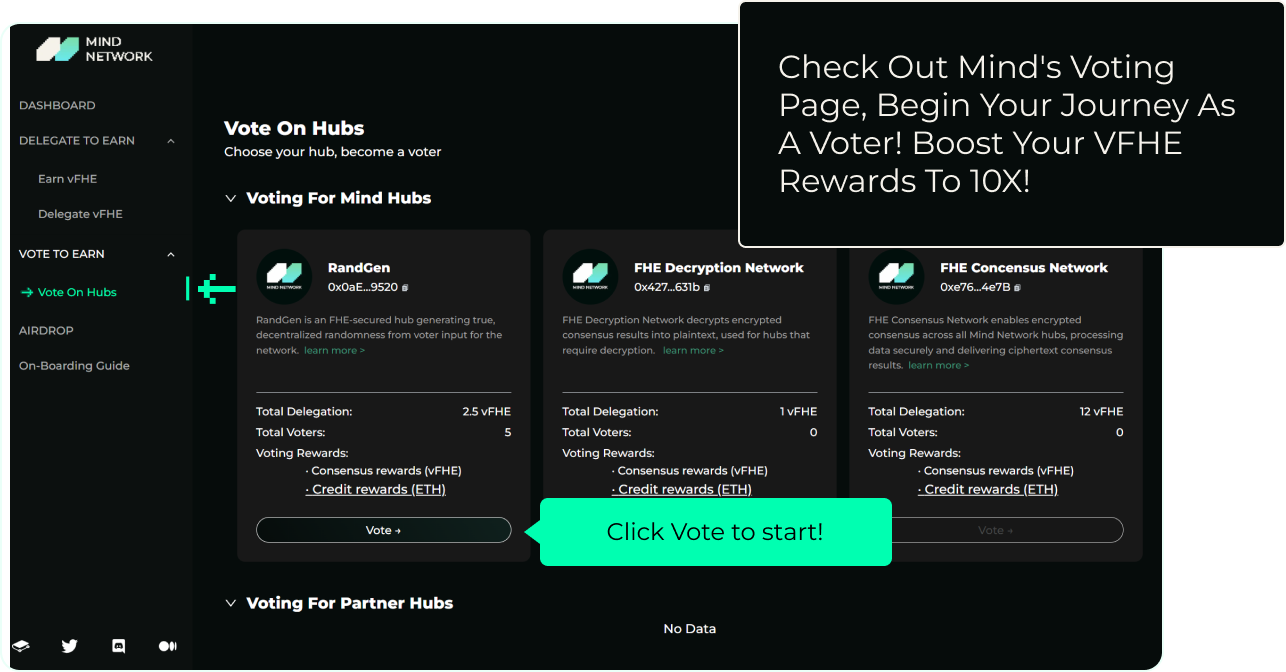 MIND
NETWORK
Check Out Mind's Voting
Page, Begin Your Journey As
A Voter! Boost Your VFHE
Rewards To 10X!
DASHBOARD
DELEGATE TO EARN
Earn vFHE
Delegate vFHE
VOTE TO EARN
Vote On Hubs
AIRDROP
On-Boarding Guide
Vote On Hubs
Choose your hub, become a voter
Voting For Mind Hubs
MIND NETWORK
RandGen
0x0aE...9520
RandGen is an FHE-secured hub generating true,
decentralized randomness from voter input for the
network. learn more >
Total Delegation: 2.5 vFHE
Total Voters: 5
Voting Rewards:
· Consensus rewards (vFHE)
· Credit rewards (ETH)
Vote →
MIND NETWORK
FHE Decryption Network
0x427...631b
FHE Decryption Network decrypts encrypted
consensus results into plaintext, used for hubs that
require decryption. learn more >
Total Delegation: 1 vFHE
Total Voters: 0
Voting Rewards:
· Consensus rewards (vFHE)
· Credit rewards (ETH)
Click Vote to start!
MIND NETWORK
FHE Concensus Network
0xe76...4e7B
FHE Consensus Network enables encrypted
consensus across all Mind Network hubs, processing
data securely and delivering ciphertext consensus
results. learn more >
Total Delegation: 12 vFHE
Total Voters: 0
Voting Rewards:
· Consensus rewards (vFHE)
· Credit rewards (ETH)
Vote →
Voting For Partner Hubs
No Data